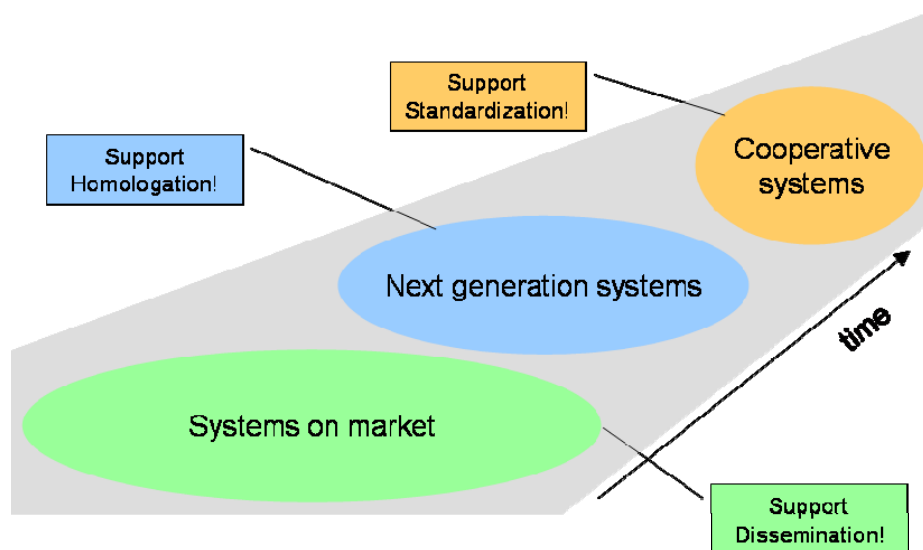 Support
Standardization!
Cooperative
systems
Support
Homologation!
Next generation systems
time
Systems on market
Support
Dissemination!